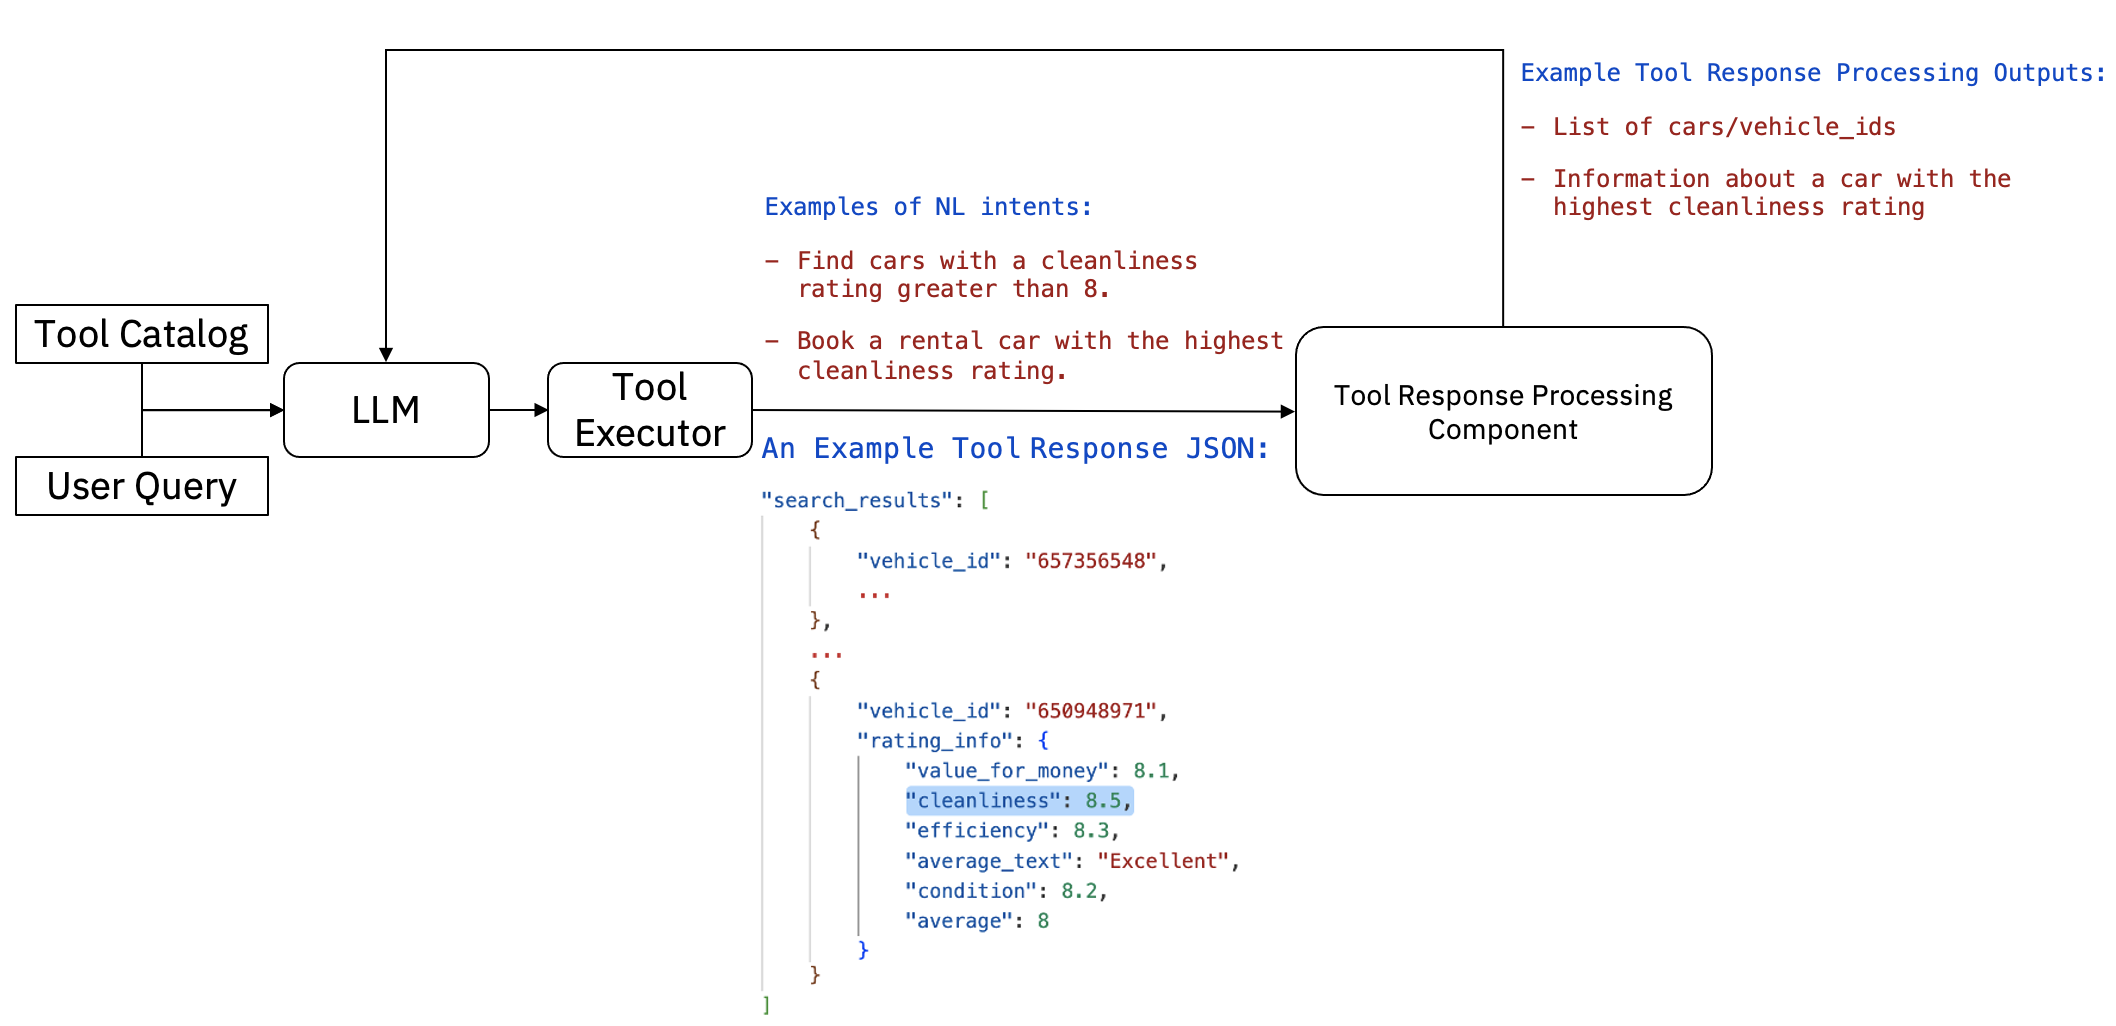 Example Tool Response Processing Outputs:
- List of cars/vehicle_ids
- Information about a car with the
highest cleanliness rating
Examples of NL intents:
- Find cars with a cleanliness
rating greater than 8.
- Book a rental car with the highest
cleanliness rating.
Tool Catalog
User Query
LLM
Tool
Executor
Tool Response Processing
Component
An Example Tool Response JSON:
"search_results": [
{
"vehicle_id": "657356548",
...
},
...
{
"vehicle_id": "650948971",
"rating_info": {
"value_for_money": 8.1,
"cleanliness": 8.5,
"efficiency": 8.3,
"average_text": "Excellent",
"condition": 8.2,
"average": 8
}
}
]